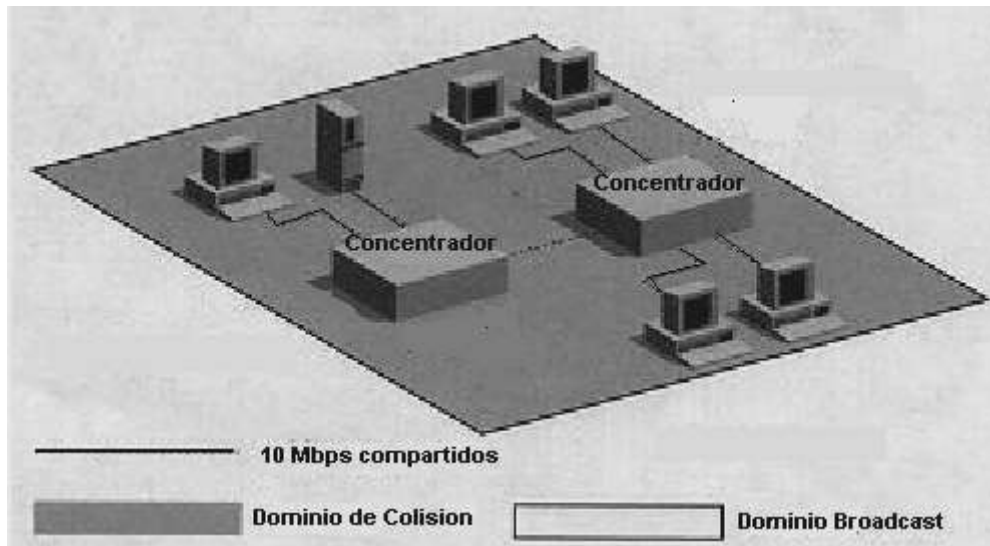 Concentrador
Concentrador
10 Mbps compartidos
Dominio de Colision
Dominio Broadcast